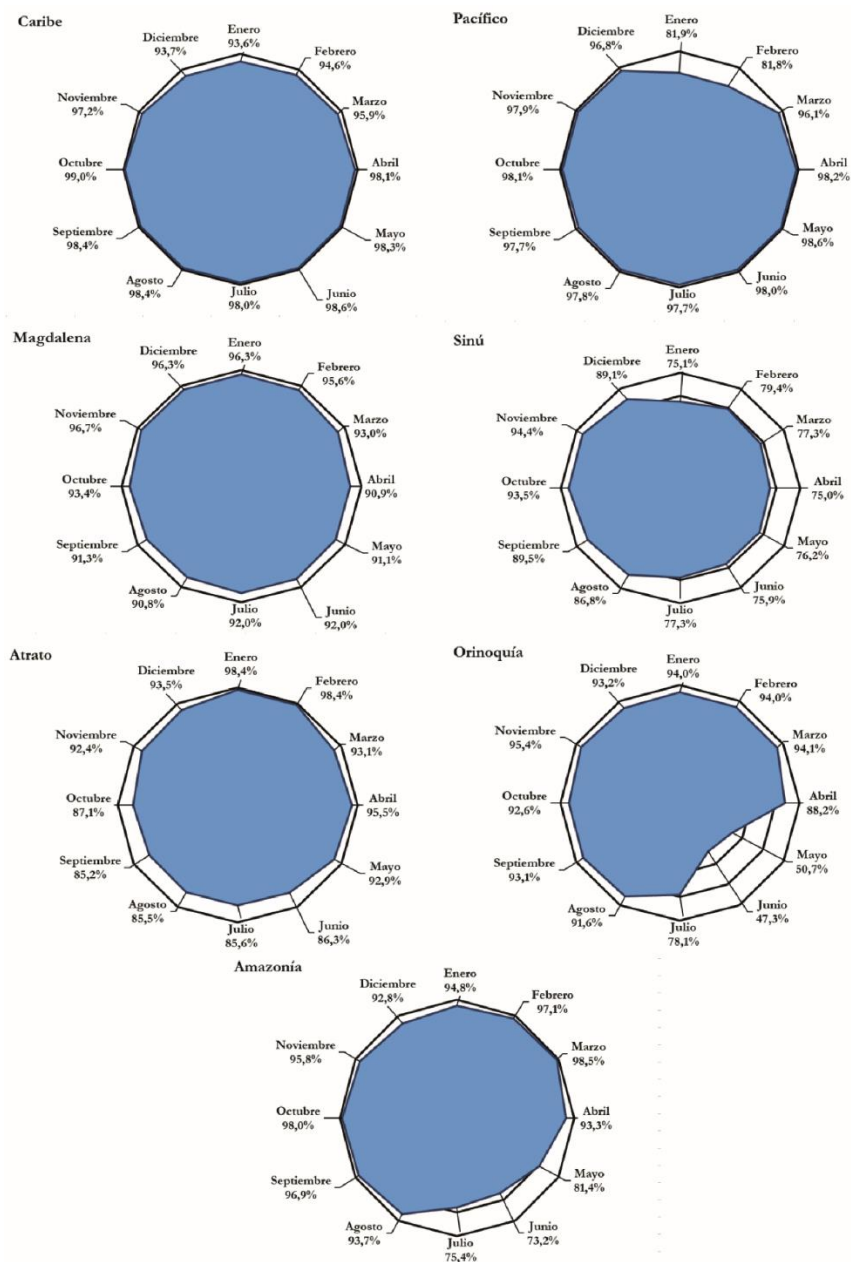 Caribe
Enero
93,6%
Febrero
94,6%
Marzo
95,9%
Abril
98,1%
Mayo
98,3%
Junio
98,6%
Julio
98,0%
Agosto
98,4%
Septiembre
98,4%
Octubre
99,0%
Noviembre
97,2%
Diciembre
93,7%
Pacífico
Enero
81,9%
Febrero
81,8%
Marzo
96,1%
Abril
98,2%
Mayo
98,6%
Junio
98,0%
Julio
97,7%
Agosto
97,8%
Septiembre
97,7%
Octubre
98,1%
Noviembre
97,9%
Diciembre
96,8%
Magdalena
Enero
96,3%
Febrero
95,6%
Marzo
93,0%
Abril
90,9%
Mayo
91,1%
Junio
92,0%
Julio
92,0%
Agosto
90,8%
Septiembre
91,3%
Octubre
93,4%
Noviembre
96,7%
Diciembre
96,3%
Sinú
Enero
75,1%
Febrero
79,4%
Marzo
77,3%
Abril
75,0%
Mayo
76,2%
Junio
75,9%
Julio
77,3%
Agosto
86,8%
Septiembre
89,5%
Octubre
93,5%
Noviembre
94,4%
Diciembre
89,1%
Atrato
Enero
98,4%
Febrero
98,4%
Marzo
93,1%
Abril
95,5%
Mayo
92,9%
Junio
86,3%
Julio
85,6%
Agosto
85,5%
Septiembre
85,2%
Octubre
87,1%
Noviembre
92,4%
Diciembre
93,5%
Orinoquía
Enero
94,0%
Febrero
94,0%
Marzo
94,1%
Abril
88,2%
Mayo
50,7%
Junio
47,3%
Julio
78,1%
Agosto
91,6%
Septiembre
93,1%
Octubre
92,6%
Noviembre
95,4%
Diciembre
93,2%
Amazonía
Enero
94,8%
Febrero
97,1%
Marzo
98,5%
Abril
93,3%
Mayo
81,4%
Junio
73,2%
Julio
75,4%
Agosto
93,7%
Septiembre
96,9%
Octubre
98,0%
Noviembre
95,8%
Diciembre
92,8%